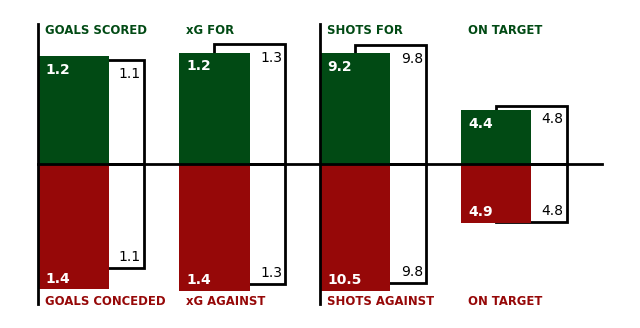 GOALS SCORED xG FOR SHOTS FOR ON TARGET
1.2 1.1 1.2 1.3 9.2 9.8 4.4 4.8
1.4 1.1 1.4 1.3 10.5 9.8 4.9 4.8
GOALS CONCEDED xG AGAINST SHOTS AGAINST ON TARGET